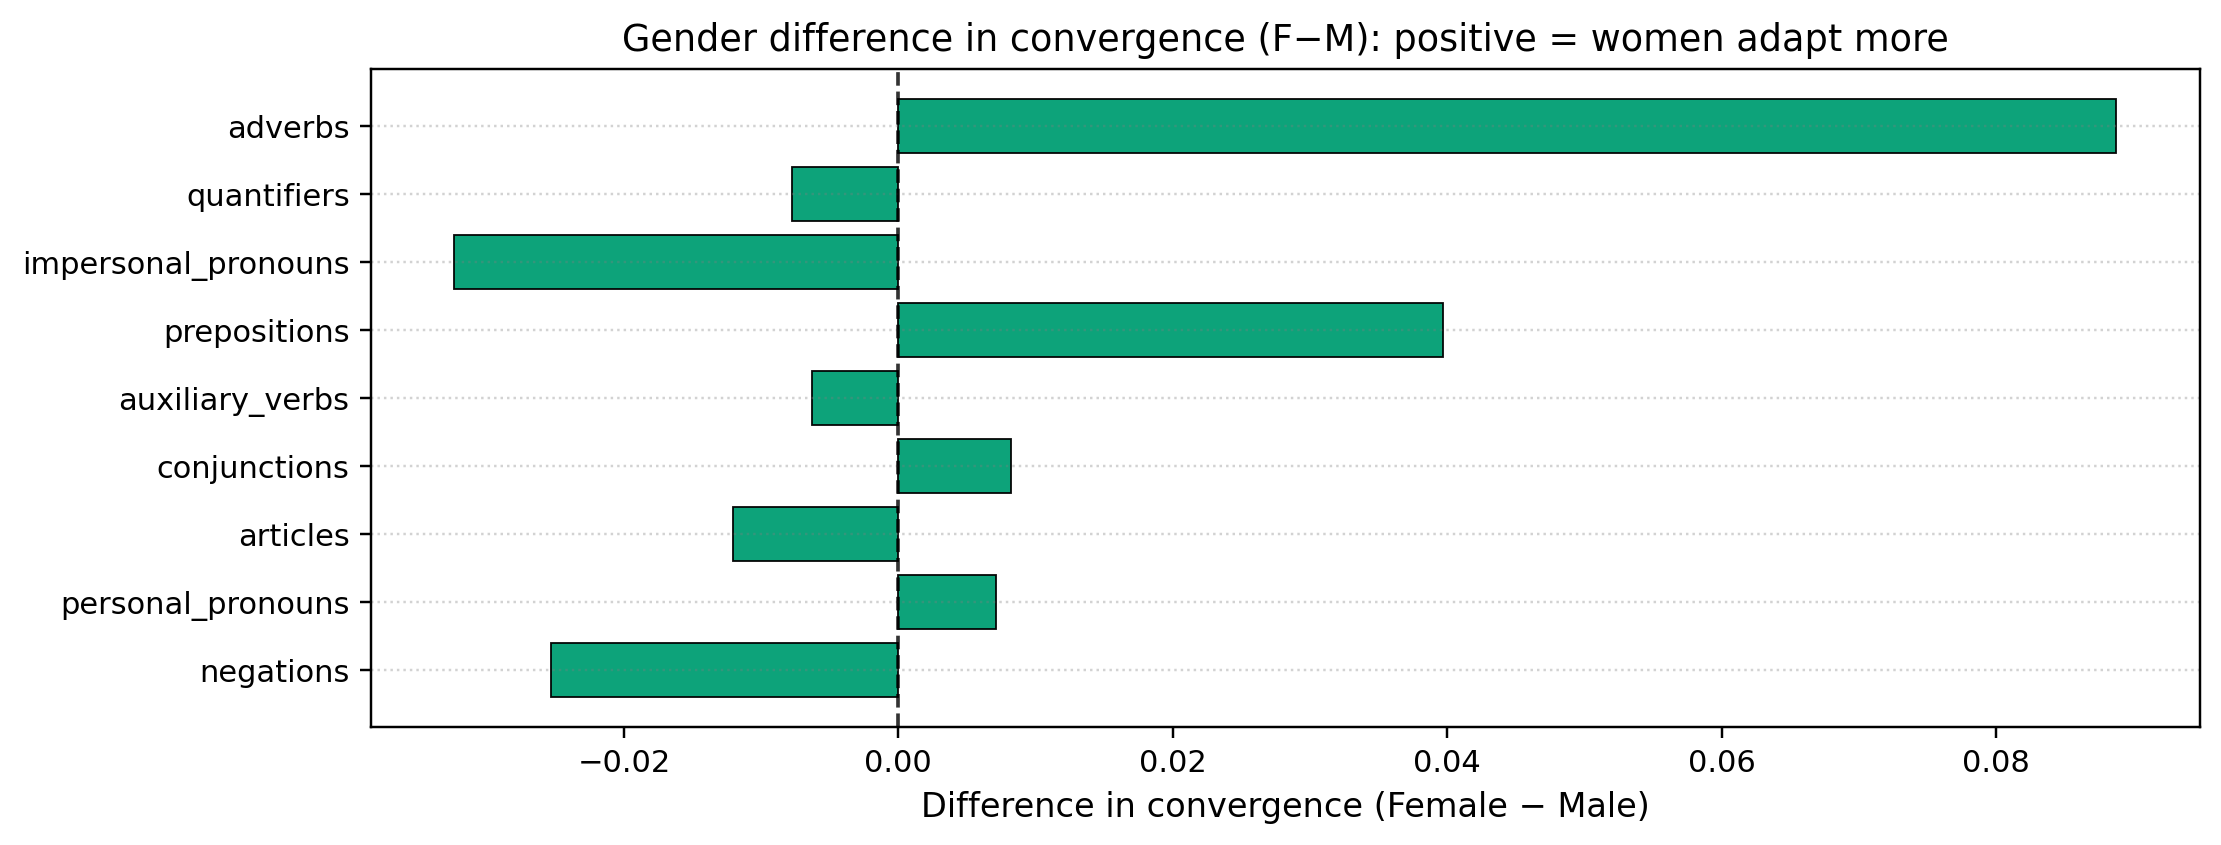 Gender difference in convergence (F−M): positive = women adapt more
adverbs
quantifiers
impersonal_pronouns
prepositions
auxiliary_verbs
conjunctions
articles
personal_pronouns
negations
−0.02 0.00 0.02 0.04 0.06 0.08
Difference in convergence (Female − Male)